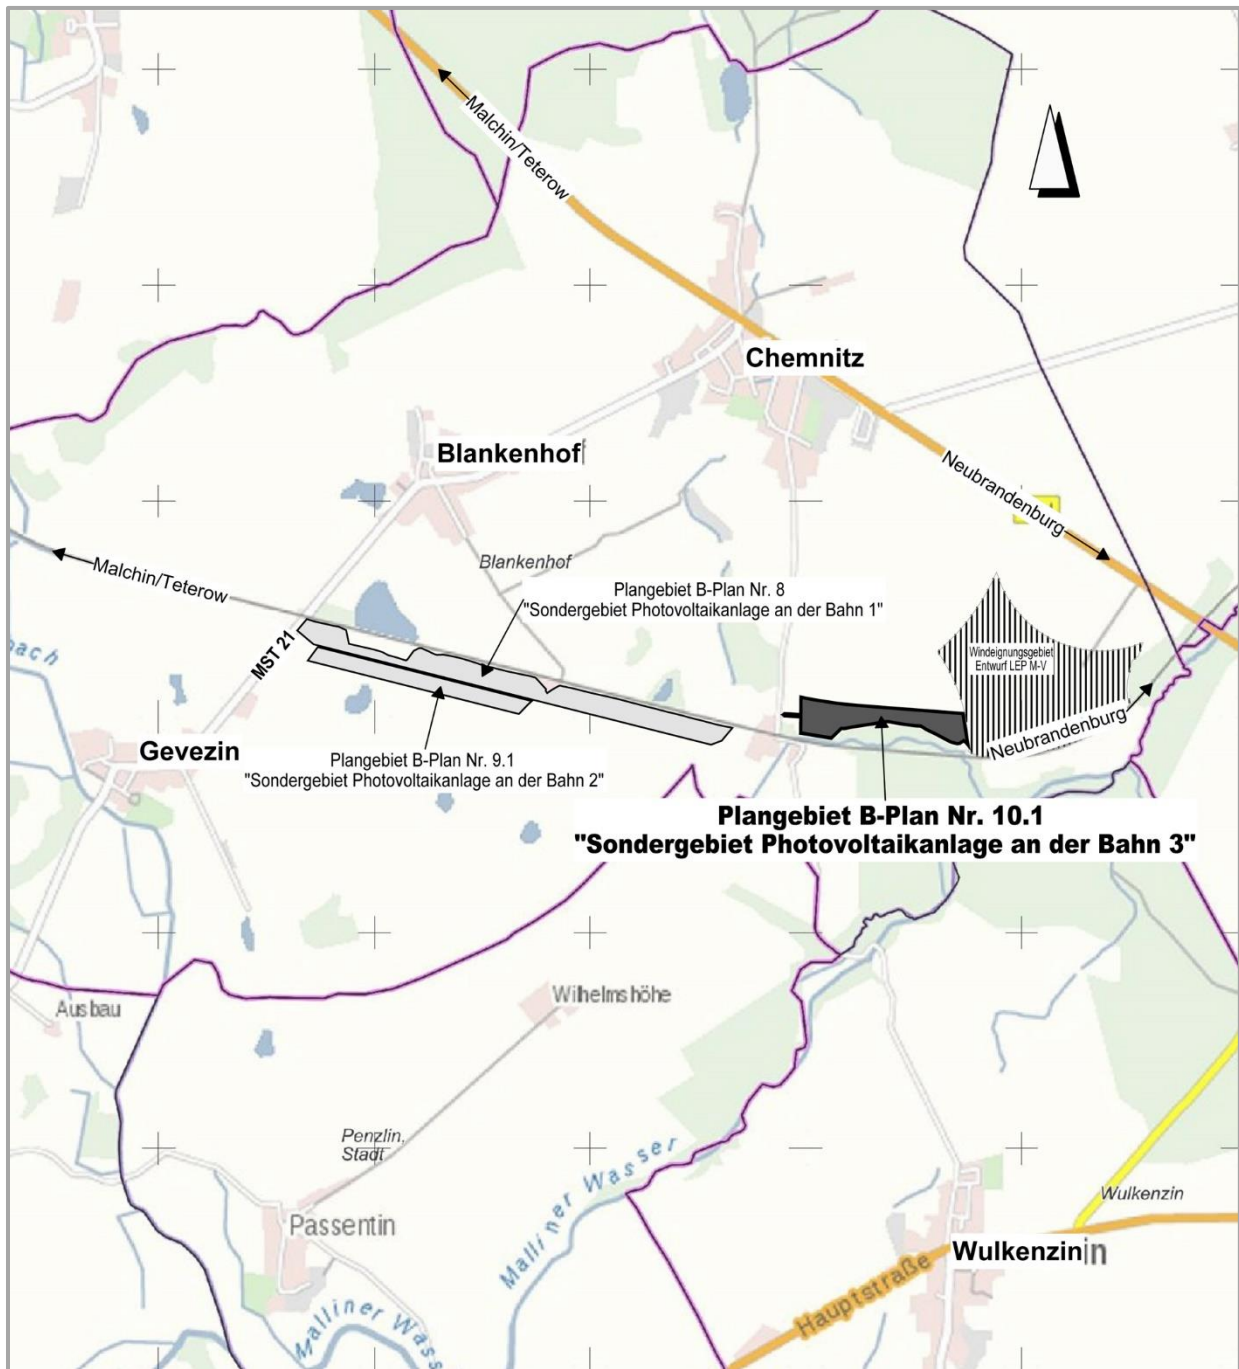 Malchin/Teterow
Chemnitz
Blankenhof
Neubrandenburg
Blankenhof
Malchin/Teterow
Plangebiet B-Plan Nr. 8
"Sondergebiet Photovoltaikanlage an der Bahn 1"
Windeignungsgebiet
Entwurf LEP M-V
MST 21
bach
Gevezin
Plangebiet B-Plan Nr. 9.1
"Sondergebiet Photovoltaikanlage an der Bahn 2"
Neubrandenburg
Plangebiet B-Plan Nr. 10.1
"Sondergebiet Photovoltaikanlage an der Bahn 3"
Ausbau
Wilhelmshöhe
Penzlin,
Stadt
Malliner Wasser
Wulkenzin
Passentin
Wulkenzin
Hauptstraße
Malliner Wass